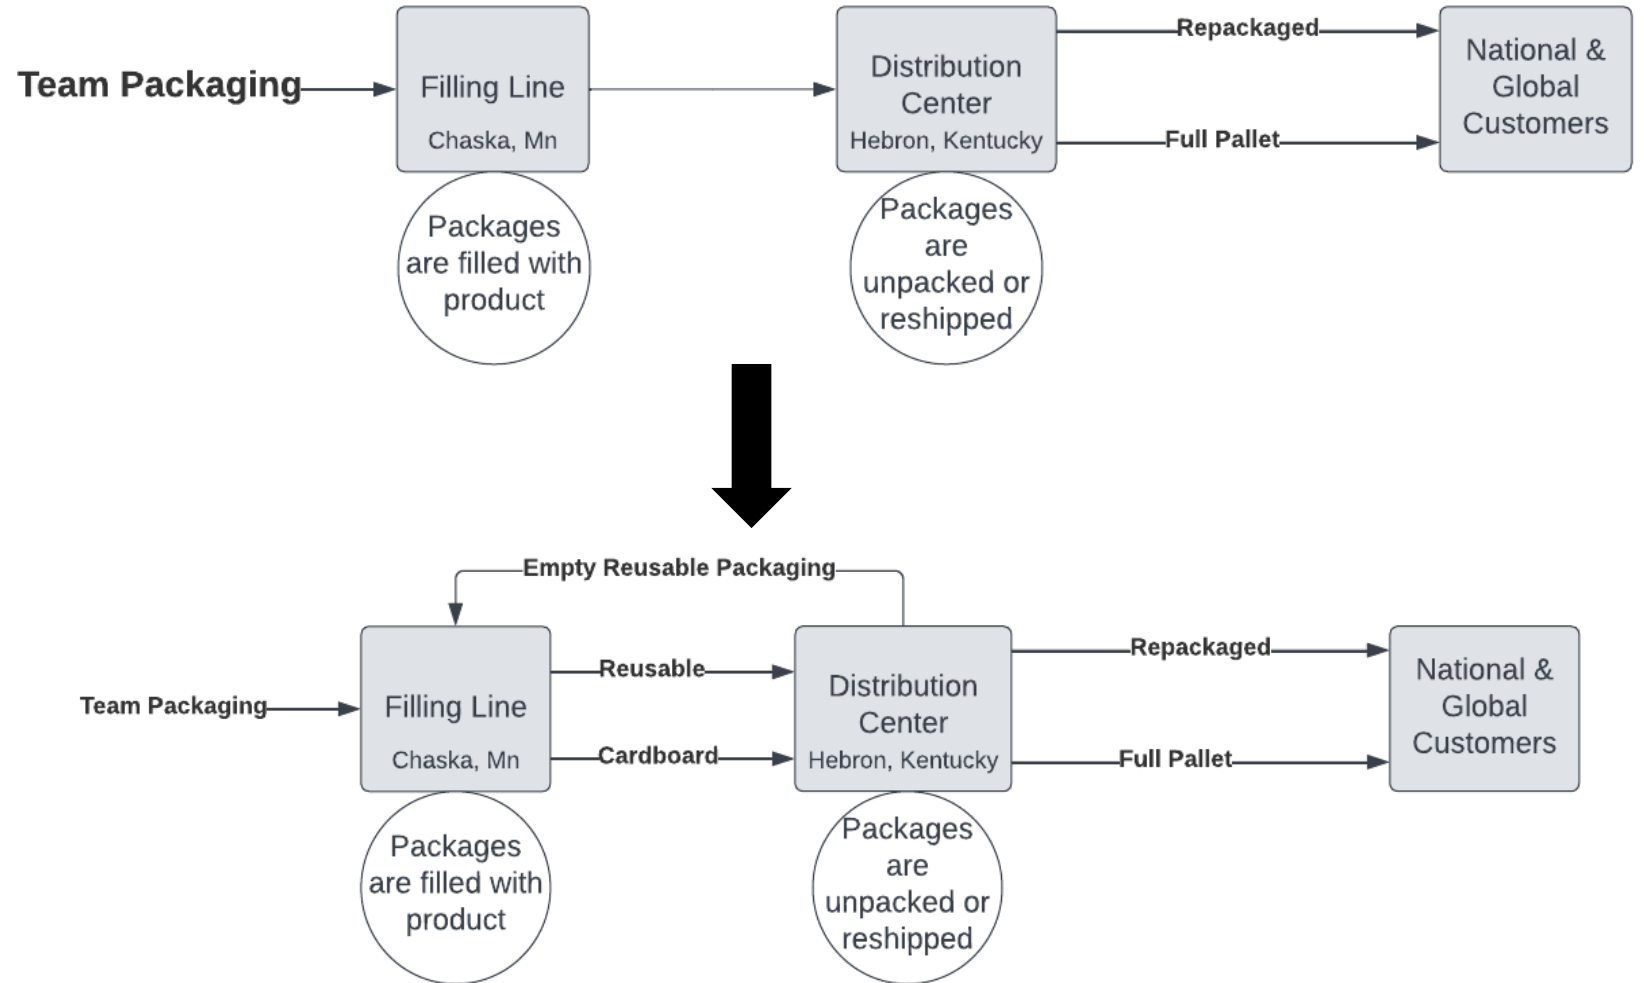 Team Packaging
Filling Line
Chaska, Mn
Packages
are filled with
product
Distribution
Center
Hebron, Kentucky
Packages
are
unpacked or
reshipped
Repackaged
Full Pallet
National &
Global
Customers
Empty Reusable Packaging
Team Packaging
Filling Line
Chaska, Mn
Packages
are filled with
product
Reusable
Cardboard
Distribution
Center
Hebron, Kentucky
Packages
are
unpacked or
reshipped
Repackaged
Full Pallet
National &
Global
Customers